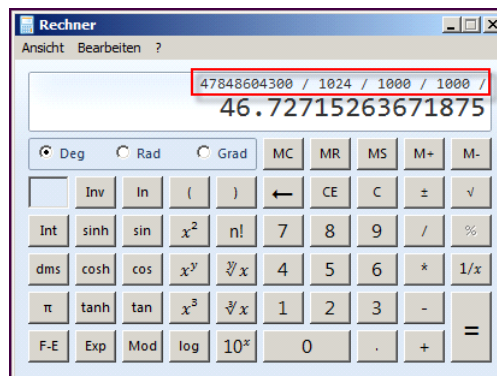 Rechner
Ansicht Bearbeiten ?
47848604300 / 1024 / 1000 / 1000 /
46.72715263671875
Deg Rad Grad MC MR MS M+ M-
Inv ln ( ) ← CE C ± √
Int sinh sin x² n! 7 8 9 / %
dms cosh cos xʸ ʸ√x 4 5 6 * 1/x
π tanh tan x³ ³√x 1 2 3 - =
F-E Exp Mod log 10ˣ 0 . +